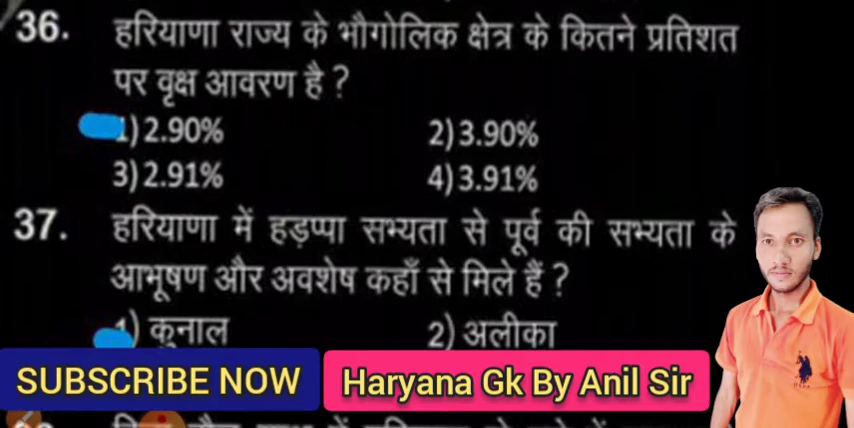 36. हरियाणा राज्य के भौगोलिक क्षेत्र के कितने प्रतिशत
पर वृक्ष आवरण है ?
1) 2.90% 2) 3.90%
3) 2.91% 4) 3.91%
37. हरियाणा में हड़प्पा सभ्यता से पूर्व की सभ्यता के
आभूषण और अवशेष कहाँ से मिले हैं ?
1) कुनाल 2) अलीका
SUBSCRIBE NOW Haryana Gk By Anil Sir